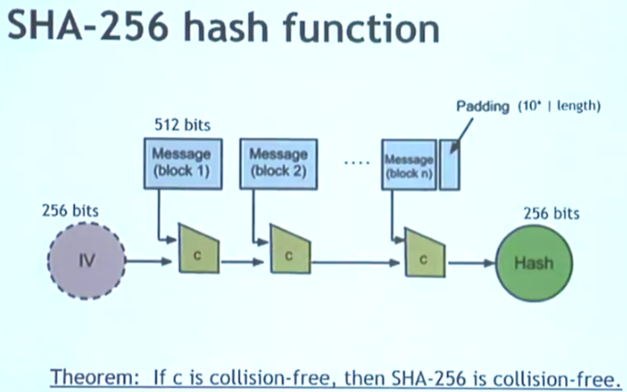 SHA-256 hash function
Padding (10* | length)
512 bits
Message
(block 1)
Message
(block 2)
....
Message
(block n)
256 bits
256 bits
IV
c
c
c
Hash
Theorem: If c is collision-free, then SHA-256 is collision-free.